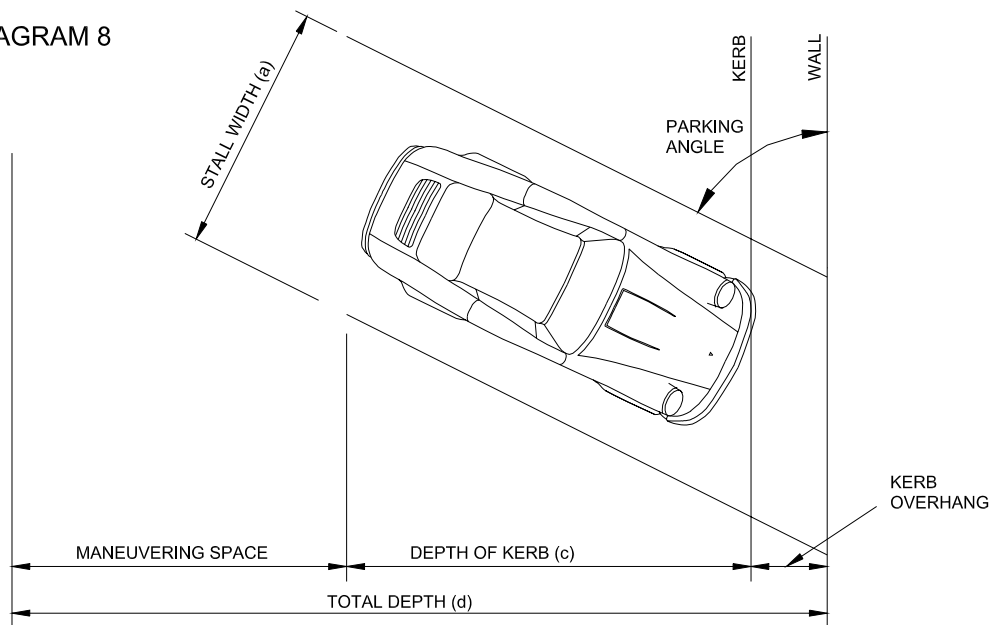 AGRAM 8
STALL WIDTH (a)
KERB
WALL
PARKING
ANGLE
KERB
OVERHANG
MANEUVERING SPACE
DEPTH OF KERB (c)
TOTAL DEPTH (d)